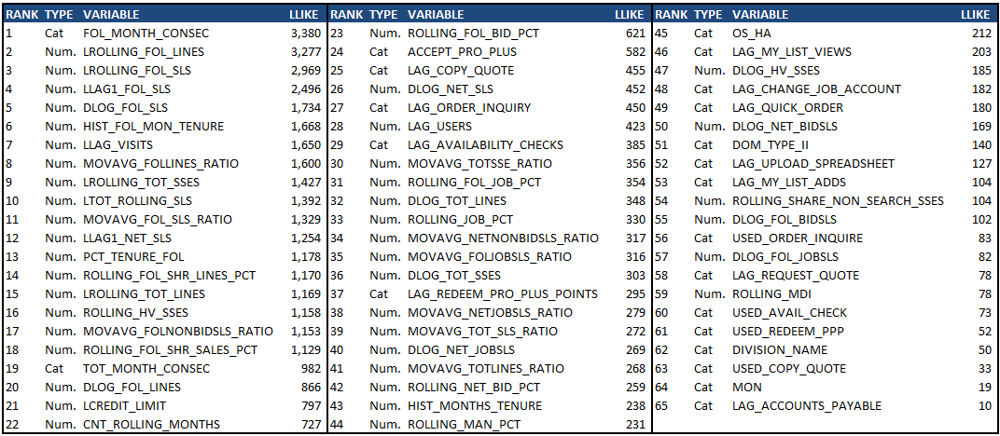 RANK TYPE VARIABLE LLIKE RANK TYPE VARIABLE LLIKE RANK TYPE VARIABLE LLIKE
1 Cat FOL_MONTH_CONSEC 3,380 23 Num. ROLLING_FOL_BID_PCT 621 45 Cat OS_HA 212
2 Num. LROLLING_FOL_LINES 3,277 24 Cat ACCEPT_PRO_PLUS 582 46 Cat LAG_MY_LIST_VIEWS 203
3 Num. LROLLING_FOL_SLS 2,969 25 Cat LAG_COPY_QUOTE 455 47 Num. DLOG_HV_SSES 185
4 Num. LLAG1_FOL_SLS 2,496 26 Num. DLOG_NET_SLS 452 48 Cat LAG_CHANGE_JOB_ACCOUNT 182
5 Num. DLOG_FOL_SLS 1,734 27 Cat LAG_ORDER_INQUIRY 450 49 Cat LAG_QUICK_ORDER 180
6 Num. HIST_FOL_MON_TENURE 1,668 28 Num. LAG_USERS 423 50 Num. DLOG_NET_BIDSLS 169
7 Num. LLAG_VISITS 1,650 29 Cat LAG_AVAILABILITY_CHECKS 385 51 Cat DOM_TYPE_II 140
8 Num. MOVAVG_FOLLINES_RATIO 1,600 30 Num. MOVAVG_TOTSSE_RATIO 356 52 Cat LAG_UPLOAD_SPREADSHEET 127
9 Num. LROLLING_TOT_SSES 1,427 31 Num. ROLLING_FOL_JOB_PCT 354 53 Cat LAG_MY_LIST_ADDS 104
10 Num. LTOT_ROLLING_SLS 1,392 32 Num. DLOG_TOT_LINES 348 54 Num. ROLLING_SHARE_NON_SEARCH_SSES 104
11 Num. MOVAVG_FOL_SLS_RATIO 1,329 33 Num. ROLLING_JOB_PCT 330 55 Num. DLOG_FOL_BIDSLS 102
12 Num. LLAG1_NET_SLS 1,254 34 Num. MOVAVG_NETNONBIDSLS_RATIO 317 56 Cat USED_ORDER_INQUIRE 83
13 Num. PCT_TENURE_FOL 1,178 35 Num. MOVAVG_FOLJOBSLS_RATIO 316 57 Num. DLOG_FOL_JOBSLS 82
14 Num. ROLLING_FOL_SHR_LINES_PCT 1,170 36 Num. DLOG_TOT_SSES 303 58 Cat LAG_REQUEST_QUOTE 78
15 Num. LROLLING_TOT_LINES 1,169 37 Cat LAG_REDEEM_PRO_PLUS_POINTS 295 59 Num. ROLLING_MDI 78
16 Num. ROLLING_HV_SSES 1,158 38 Num. MOVAVG_NETJOBSLS_RATIO 279 60 Cat USED_AVAIL_CHECK 73
17 Num. MOVAVG_FOLNONBIDSLS_RATIO 1,153 39 Num. MOVAVG_TOT_SLS_RATIO 272 61 Cat USED_REDEEM_PPP 52
18 Num. ROLLING_FOL_SHR_SALES_PCT 1,129 40 Num. DLOG_NET_JOBSLS 269 62 Cat DIVISION_NAME 50
19 Cat TOT_MONTH_CONSEC 982 41 Num. MOVAVG_TOTLINES_RATIO 268 63 Cat USED_COPY_QUOTE 33
20 Num. DLOG_FOL_LINES 866 42 Num. ROLLING_NET_BID_PCT 259 64 Cat MON 19
21 Num. LCREDIT_LIMIT 797 43 Num. HIST_MONTHS_TENURE 238 65 Cat LAG_ACCOUNTS_PAYABLE 10
22 Num. CNT_ROLLING_MONTHS 727 44 Num. ROLLING_MAN_PCT 231